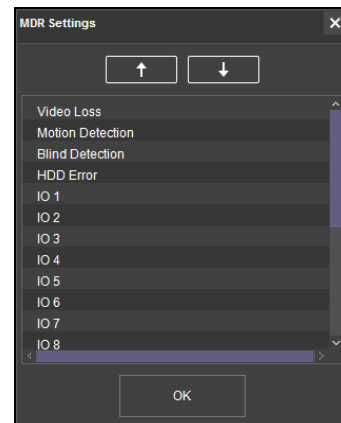 MDR Settings
Video Loss
Motion Detection
Blind Detection
HDD Error
IO 1
IO 2
IO 3
IO 4
IO 5
IO 6
IO 7
IO 8
OK